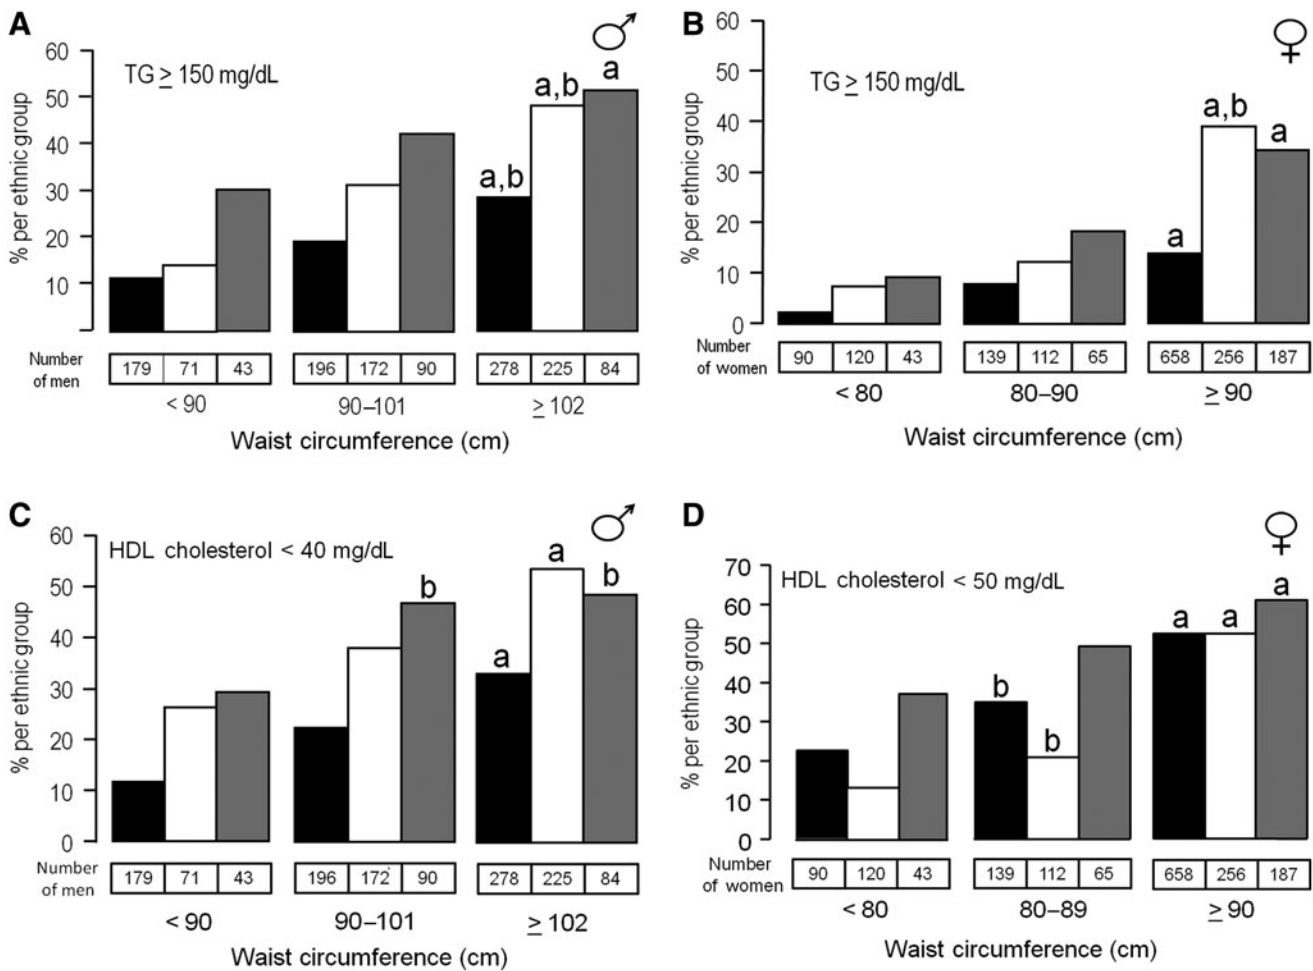 A
TG ≥ 150 mg/dL
% per ethnic group
60
50
40
30
20
10
a,b
a,b
a
Number
of men
179 71 43
196 172 90
278 225 84
< 90
90–101
≥ 102
Waist circumference (cm)
B
TG ≥ 150 mg/dL
% per ethnic group
60
50
40
30
20
10
0
a
a,b
a
Number
of women
90 120 43
139 112 65
658 256 187
< 80
80–90
≥ 90
Waist circumference (cm)
C
HDL cholesterol < 40 mg/dL
% per ethnic group
60
50
40
30
20
10
0
b
a
a
b
Number
of men
179 71 43
196 172 90
278 225 84
< 90
90–101
≥ 102
Waist circumference (cm)
D
HDL cholesterol < 50 mg/dL
% per ethnic group
70
60
50
40
30
20
10
0
b
b
a
a
a
Number
of women
90 120 43
139 112 65
658 256 187
< 80
80–89
≥ 90
Waist circumference (cm)